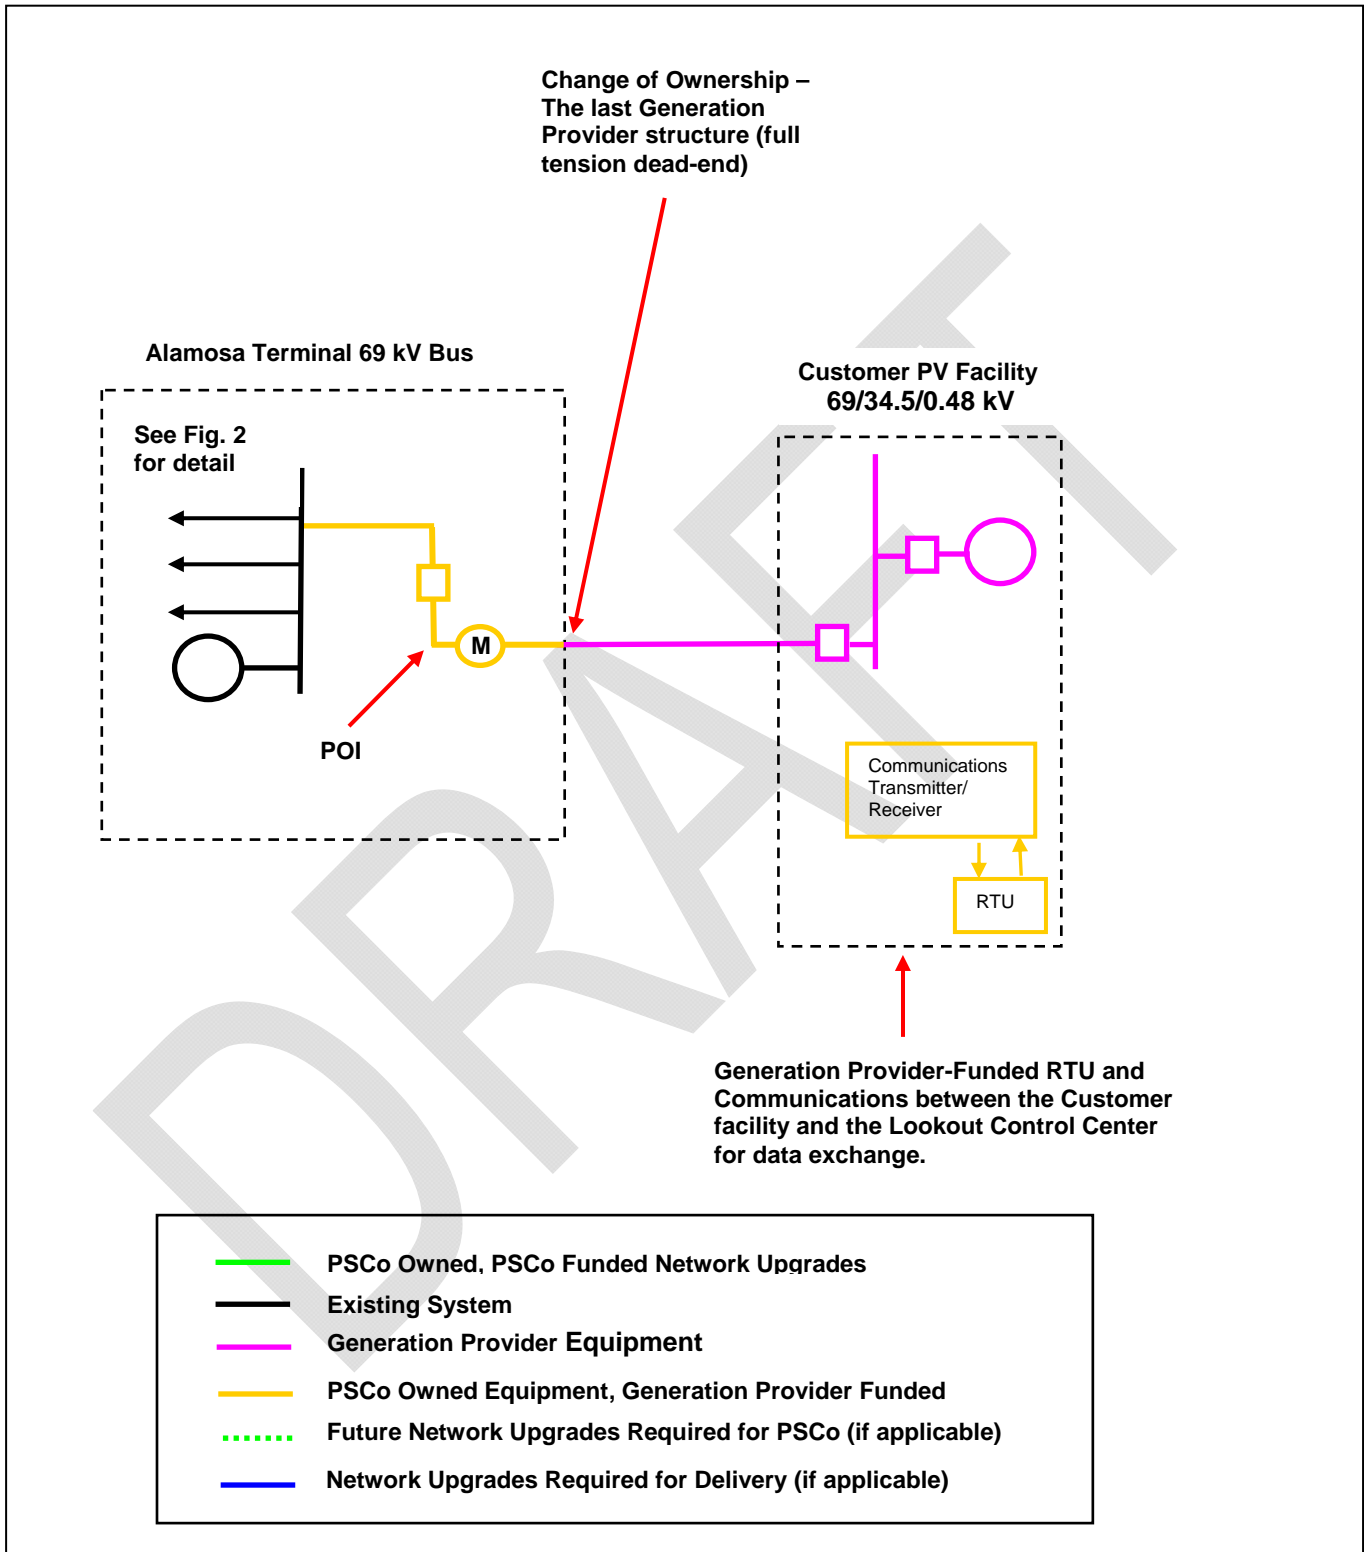 Change of Ownership –
The last Generation
Provider structure (full
tension dead-end)
Alamosa Terminal 69 kV Bus
Customer PV Facility
69/34.5/0.48 kV
See Fig. 2
for detail
M
POI
Communications
Transmitter/
Receiver
RTU
Generation Provider-Funded RTU and
Communications between the Customer
facility and the Lookout Control Center
for data exchange.
PSCo Owned, PSCo Funded Network Upgrades
Existing System
Generation Provider Equipment
PSCo Owned Equipment, Generation Provider Funded
Future Network Upgrades Required for PSCo (if applicable)
Network Upgrades Required for Delivery (if applicable)
DRAFT